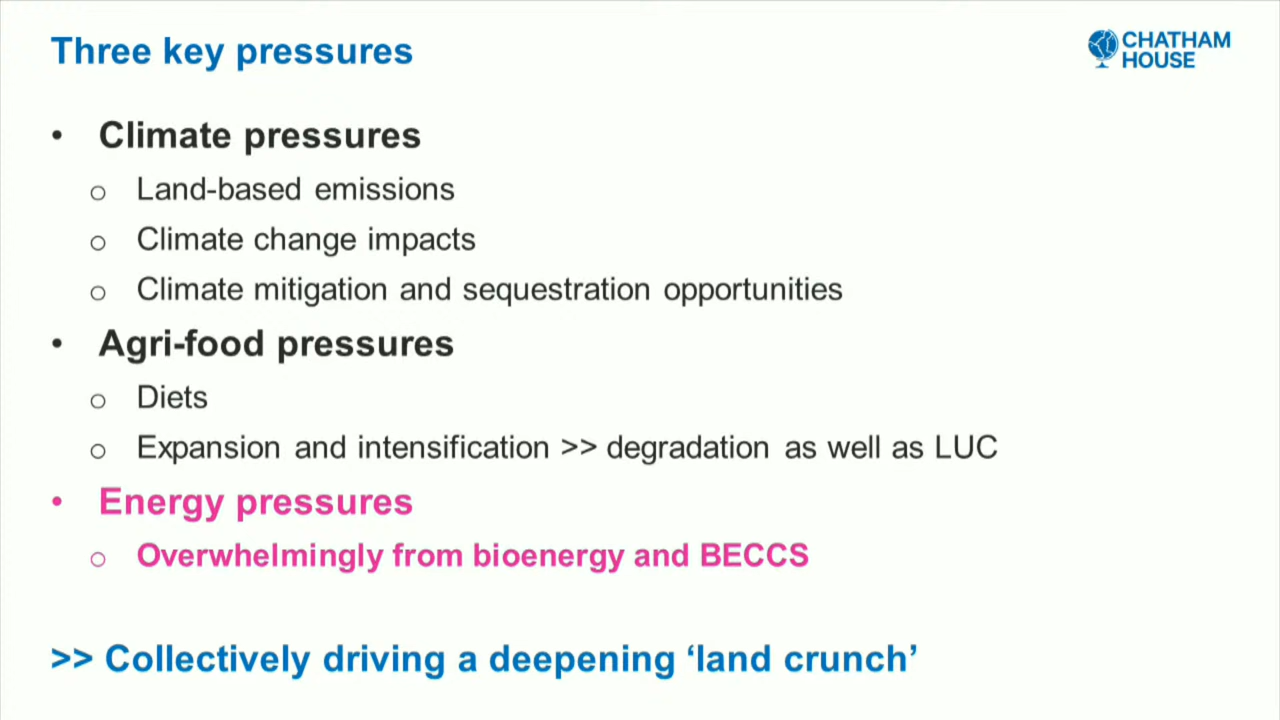 Three key pressures
CHATHAM
HOUSE
• Climate pressures
o Land-based emissions
o Climate change impacts
o Climate mitigation and sequestration opportunities
• Agri-food pressures
o Diets
o Expansion and intensification >> degradation as well as LUC
• Energy pressures
o Overwhelmingly from bioenergy and BECCS
>> Collectively driving a deepening ‘land crunch’